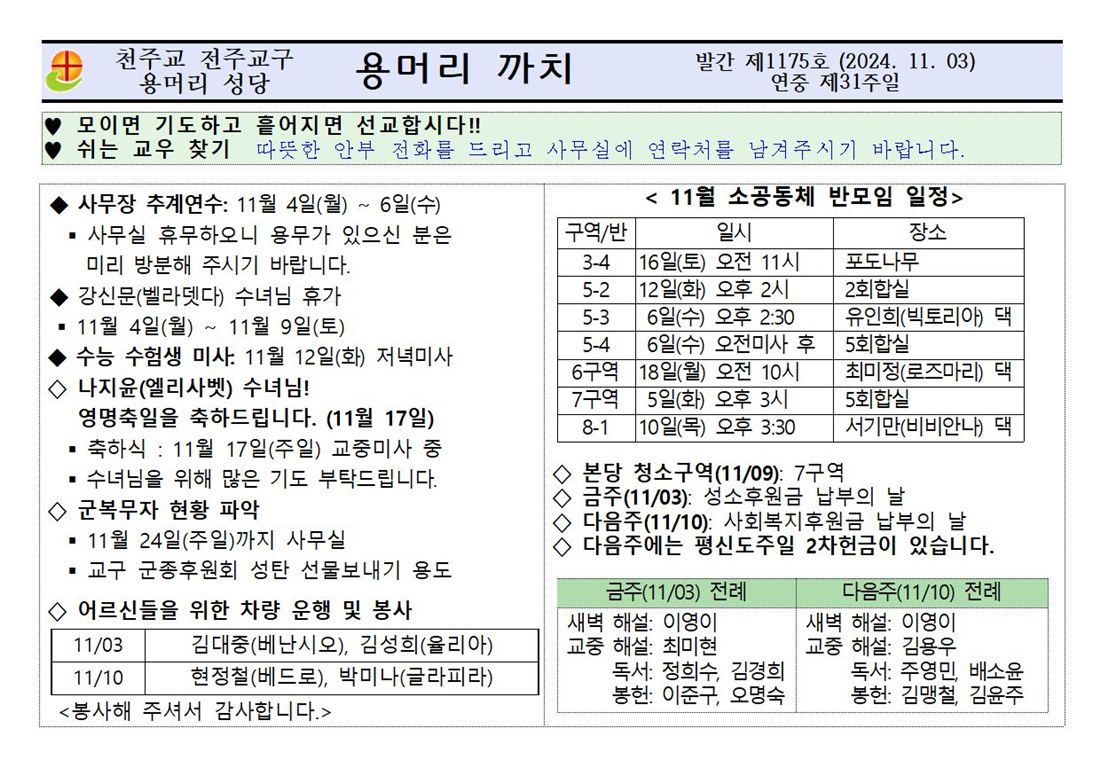 천주교 전주교구
용머리 성당
용머리 까치
발간 제1175호 (2024. 11. 03)
연중 제31주일
♥ 모이면 기도하고 흩어지면 선교합시다!!
♥ 쉬는 교우 찾기 따뜻한 안부 전화를 드리고 사무실에 연락처를 남겨주시기 바랍니다.
◆ 사무장 추계연수: 11월 4일(월) ~ 6일(수)
▪ 사무실 휴무하오니 용무가 있으신 분은
미리 방분해 주시기 바랍니다.
◆ 강신문(벨라뎃다) 수녀님 휴가
▪ 11월 4일(월) ~ 11월 9일(토)
◆ 수능 수험생 미사: 11월 12일(화) 저녁미사
◇ 나지윤(엘리사벳) 수녀님!
영명축일을 축하드립니다. (11월 17일)
▪ 축하식 : 11월 17일(주일) 교중미사 중
▪ 수녀님을 위해 많은 기도 부탁드립니다.
◇ 군복무자 현황 파악
▪ 11월 24일(주일)까지 사무실
▪ 교구 군종후원회 성탄 선물보내기 용도
◇ 어르신들을 위한 차량 운행 및 봉사
11/03 김대중(베난시오), 김성희(율리아)
11/10 현정철(베드로), 박미나(글라피라)
<봉사해 주셔서 감사합니다.>
< 11월 소공동체 반모임 일정>
구역/반 일시 장소
3-4 16일(토) 오전 11시 포도나무
5-2 12일(화) 오후 2시 2회합실
5-3 6일(수) 오후 2:30 유인희(빅토리아) 댁
5-4 6일(수) 오전미사 후 5회합실
6구역 18일(월) 오전 10시 최미정(로즈마리) 댁
7구역 5일(화) 오후 3시 5회합실
8-1 10일(목) 오후 3:30 서기만(비비안나) 댁
◇ 본당 청소구역(11/09): 7구역
◇ 금주(11/03): 성소후원금 납부의 날
◇ 다음주(11/10): 사회복지후원금 납부의 날
◇ 다음주에는 평신도주일 2차헌금이 있습니다.
금주(11/03) 전례
새벽 해설: 이영이
교중 해설: 최미현
독서: 정희수, 김경희
봉헌: 이준구, 오명숙
다음주(11/10) 전례
새벽 해설: 이영이
교중 해설: 김용우
독서: 주영민, 배소윤
봉헌: 김맹철, 김윤주